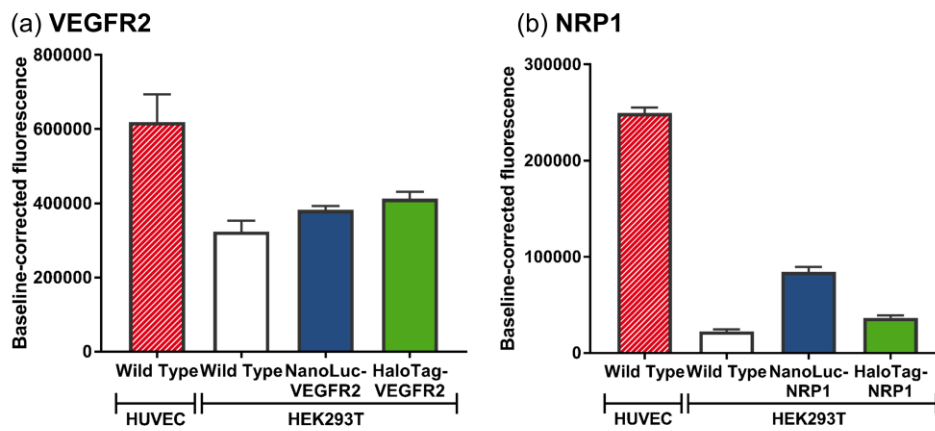 (a) VEGFR2
Baseline-corrected fluorescence
800000
600000
400000
200000
0
Wild Type
Wild Type
NanoLuc-
VEGFR2
HaloTag-
VEGFR2
HUVEC
HEK293T
(b) NRP1
Baseline-corrected fluorescence
300000
200000
100000
0
Wild Type
Wild Type
NanoLuc-
NRP1
HaloTag-
NRP1
HUVEC
HEK293T